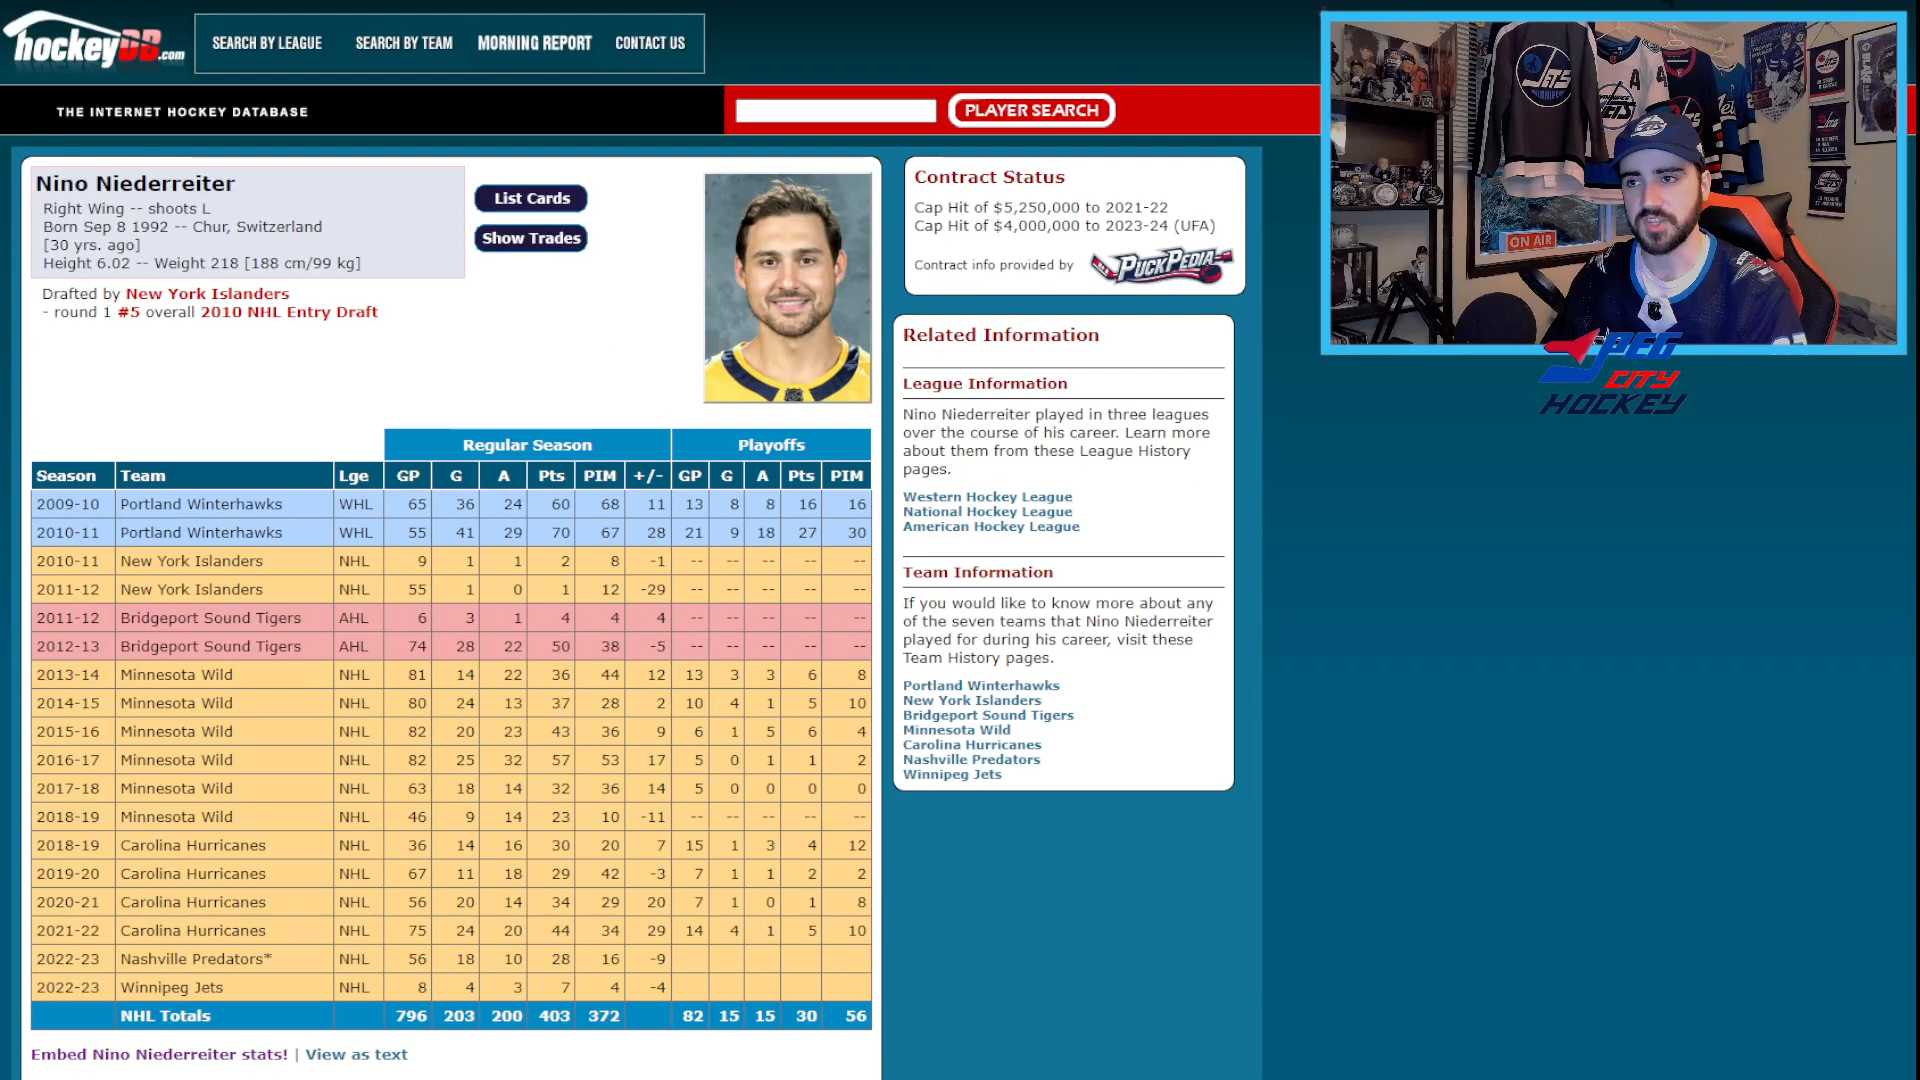 hockeyDB.com
SEARCH BY LEAGUE SEARCH BY TEAM MORNING REPORT CONTACT US
THE INTERNET HOCKEY DATABASE
PLAYER SEARCH
Nino Niederreiter
Right Wing -- shoots L
Born Sep 8 1992 -- Chur, Switzerland
[30 yrs. ago]
Height 6.02 -- Weight 218 [188 cm/99 kg]
List Cards
Show Trades
Drafted by New York Islanders
- round 1 #5 overall 2010 NHL Entry Draft
Regular Season Playoffs
Season Team Lge GP G A Pts PIM +/- GP G A Pts PIM
2009-10 Portland Winterhawks WHL 65 36 24 60 68 11 13 8 8 16 16
2010-11 Portland Winterhawks WHL 55 41 29 70 67 28 21 9 18 27 30
2010-11 New York Islanders NHL 9 1 1 2 8 -1 -- -- -- -- --
2011-12 New York Islanders NHL 55 1 0 1 12 -29 -- -- -- -- --
2011-12 Bridgeport Sound Tigers AHL 6 3 1 4 4 4 -- -- -- -- --
2012-13 Bridgeport Sound Tigers AHL 74 28 22 50 38 -5 -- -- -- -- --
2013-14 Minnesota Wild NHL 81 14 22 36 44 12 13 3 3 6 8
2014-15 Minnesota Wild NHL 80 24 13 37 28 2 10 4 1 5 10
2015-16 Minnesota Wild NHL 82 20 23 43 36 9 6 1 5 6 4
2016-17 Minnesota Wild NHL 82 25 32 57 53 17 5 0 1 1 2
2017-18 Minnesota Wild NHL 63 18 14 32 36 14 5 0 0 0 0
2018-19 Minnesota Wild NHL 46 9 14 23 10 -11 -- -- -- -- --
2018-19 Carolina Hurricanes NHL 36 14 16 30 20 7 15 1 3 4 12
2019-20 Carolina Hurricanes NHL 67 11 18 29 42 -3 7 1 1 2 2
2020-21 Carolina Hurricanes NHL 56 20 14 34 29 20 7 1 0 1 8
2021-22 Carolina Hurricanes NHL 75 24 20 44 34 29 14 4 1 5 10
2022-23 Nashville Predators* NHL 56 18 10 28 16 -9
2022-23 Winnipeg Jets NHL 8 4 3 7 4 -4
NHL Totals 796 203 200 403 372 82 15 15 30 56
Embed Nino Niederreiter stats! | View as text
Contract Status
Cap Hit of $5,250,000 to 2021-22
Cap Hit of $4,000,000 to 2023-24 (UFA)
Contract info provided by PUCKPEDIA
Related Information
League Information
Nino Niederreiter played in three leagues
over the course of his career. Learn more
about them from these League History
pages.
Western Hockey League
National Hockey League
American Hockey League
Team Information
If you would like to know more about any
of the seven teams that Nino Niederreiter
played for during his career, visit these
Team History pages.
Portland Winterhawks
New York Islanders
Bridgeport Sound Tigers
Minnesota Wild
Carolina Hurricanes
Nashville Predators
Winnipeg Jets
JETS
A
JETS
ON AIR
PEG
CITY
HOCKEY